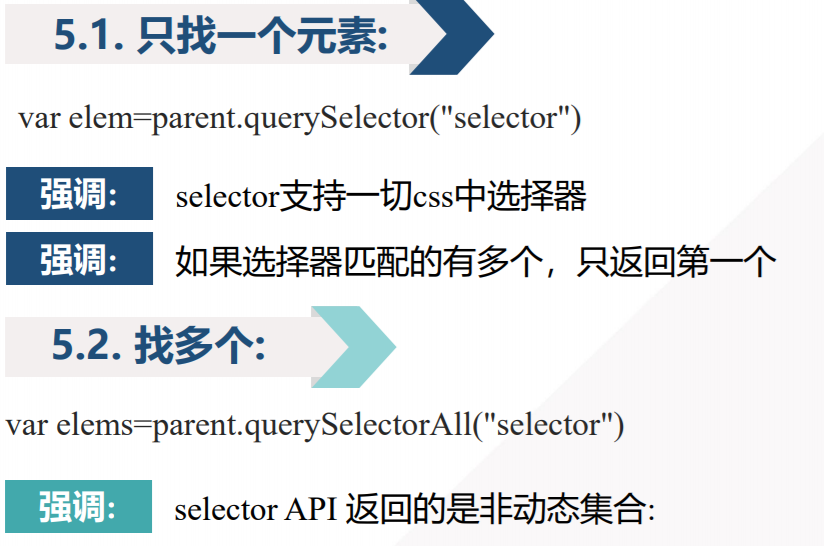 5.1. 只找一个元素:
var elem=parent.querySelector("selector")
强调: selector支持一切css中选择器
强调: 如果选择器匹配的有多个，只返回第一个
5.2. 找多个:
var elems=parent.querySelectorAll("selector")
强调: selector API 返回的是非动态集合: